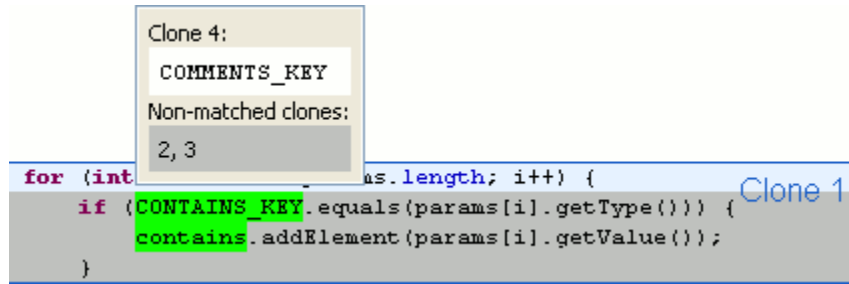 Clone 4:
COMMENTS_KEY
Non-matched clones:
2, 3
for (int s.length; i++) {
Clone 1
if (CONTAINS_KEY.equals(params[i].getType())) {
contains.addElement(params[i].getValue());
}